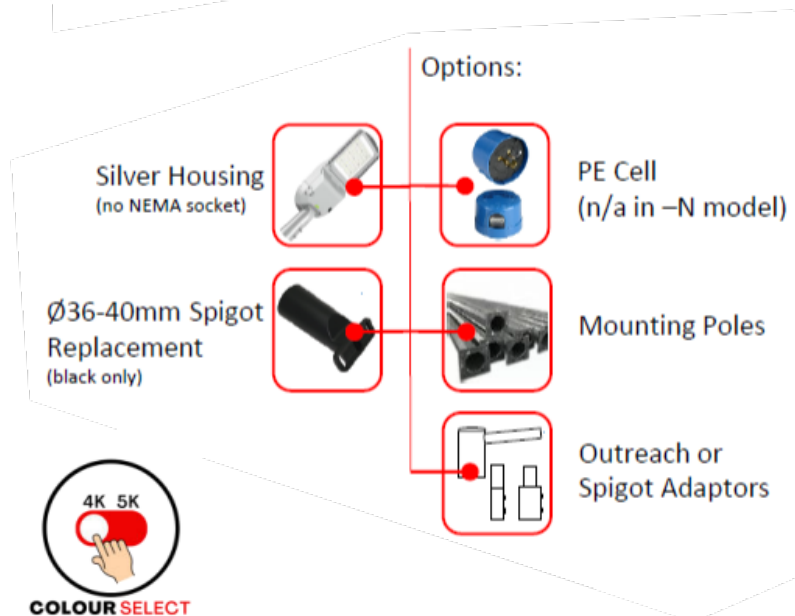 Options:
Silver Housing
(no NEMA socket)
PE Cell
(n/a in –N model)
Ø36-40mm Spigot
Replacement
(black only)
Mounting Poles
Outreach or
Spigot Adaptors
4K 5K
COLOUR SELECT